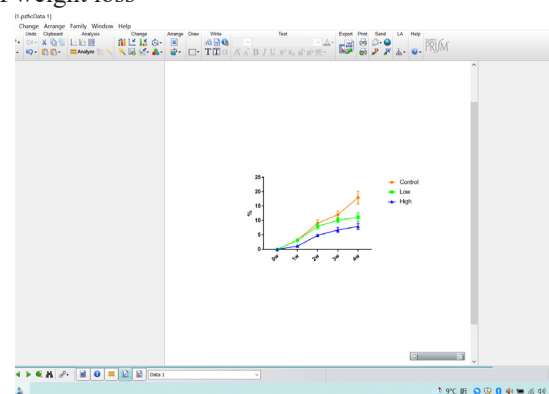 weight loss
1.pzfx:Data 1]
Change Arrange Family Window Help
Undo Clipboard Analysis Change Arrange Draw Write Text Export Print Send LA Help
Analyze
PRISM
25
20
15
10
5
0
%
0w 1w 2w 3w 4w
Control
Low
High
Data 1
9°C